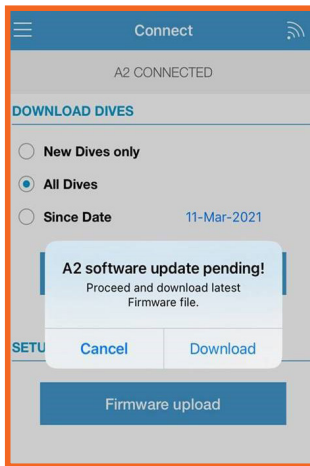 Connect
A2 CONNECTED
DOWNLOAD DIVES
New Dives only
All Dives
Since Date 11-Mar-2021
A2 software update pending!
Proceed and download latest
Firmware file.
Cancel Download
SETU
Firmware upload